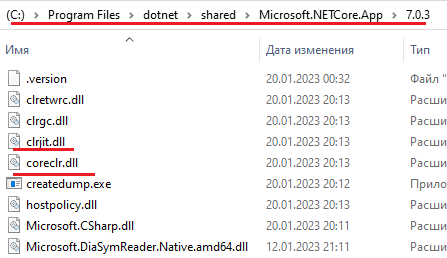 (C:) › Program Files › dotnet › shared › Microsoft.NETCore.App › 7.0.3
Имя Дата изменения Тип
.version 20.01.2023 00:32 Файл "
clretwrc.dll 20.01.2023 20:13 Расши
clrgc.dll 20.01.2023 20:13 Расши
clrjit.dll 20.01.2023 20:13 Расши
coreclr.dll 20.01.2023 20:13 Расши
createdump.exe 20.01.2023 20:12 Прило
hostpolicy.dll 20.01.2023 20:13 Расши
Microsoft.CSharp.dll 20.01.2023 20:11 Расши
Microsoft.DiaSymReader.Native.amd64.dll 12.01.2023 21:11 Расши